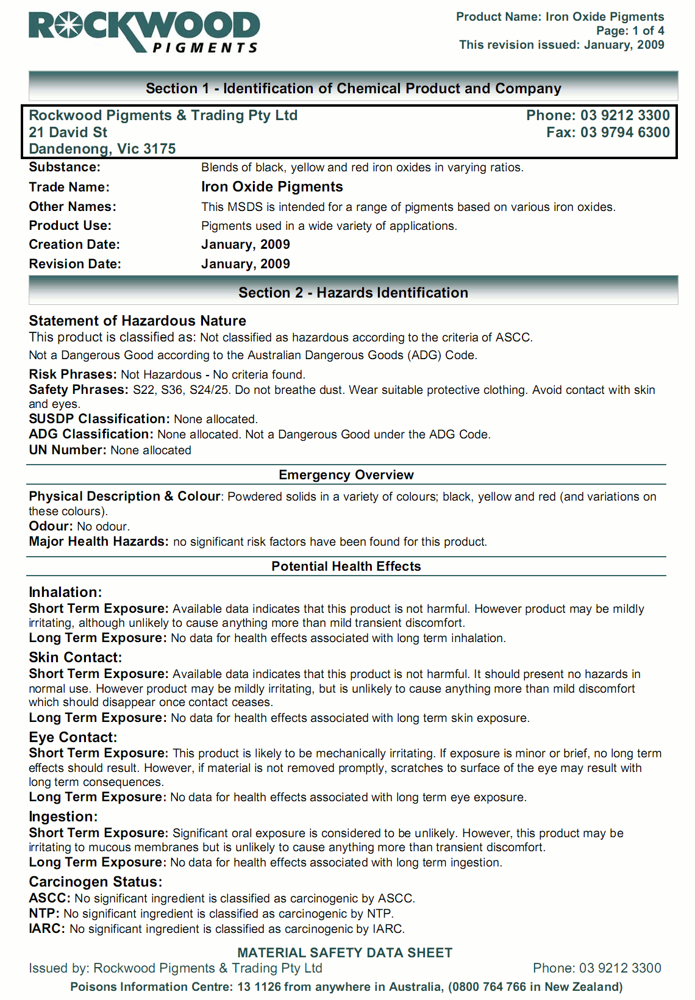 ROCKWOOD
PIGMENTS
Product Name: Iron Oxide Pigments
Page: 1 of 4
This revision issued: January, 2009
Section 1 - Identification of Chemical Product and Company
Rockwood Pigments & Trading Pty Ltd Phone: 03 9212 3300
21 David St Fax: 03 9794 6300
Dandenong, Vic 3175
Substance: Blends of black, yellow and red iron oxides in varying ratios.
Trade Name: Iron Oxide Pigments
Other Names: This MSDS is intended for a range of pigments based on various iron oxides.
Product Use: Pigments used in a wide variety of applications.
Creation Date: January, 2009
Revision Date: January, 2009
Section 2 - Hazards Identification
Statement of Hazardous Nature
This product is classified as: Not classified as hazardous according to the criteria of ASCC.
Not a Dangerous Good according to the Australian Dangerous Goods (ADG) Code.
Risk Phrases: Not Hazardous - No criteria found.
Safety Phrases: S22, S36, S24/25. Do not breathe dust. Wear suitable protective clothing. Avoid contact with skin
and eyes.
SUSDP Classification: None allocated.
ADG Classification: None allocated. Not a Dangerous Good under the ADG Code.
UN Number: None allocated
Emergency Overview
Physical Description & Colour: Powdered solids in a variety of colours; black, yellow and red (and variations on
these colours).
Odour: No odour.
Major Health Hazards: no significant risk factors have been found for this product.
Potential Health Effects
Inhalation:
Short Term Exposure: Available data indicates that this product is not harmful. However product may be mildly
irritating, although unlikely to cause anything more than mild transient discomfort.
Long Term Exposure: No data for health effects associated with long term inhalation.
Skin Contact:
Short Term Exposure: Available data indicates that this product is not harmful. It should present no hazards in
normal use. However product may be mildly irritating, but is unlikely to cause anything more than mild discomfort
which should disappear once contact ceases.
Long Term Exposure: No data for health effects associated with long term skin exposure.
Eye Contact:
Short Term Exposure: This product is likely to be mechanically irritating. If exposure is minor or brief, no long term
effects should result. However, if material is not removed promptly, scratches to surface of the eye may result with
long term consequences.
Long Term Exposure: No data for health effects associated with long term eye exposure.
Ingestion:
Short Term Exposure: Significant oral exposure is considered to be unlikely. However, this product may be
irritating to mucous membranes but is unlikely to cause anything more than transient discomfort.
Long Term Exposure: No data for health effects associated with long term ingestion.
Carcinogen Status:
ASCC: No significant ingredient is classified as carcinogenic by ASCC.
NTP: No significant ingredient is classified as carcinogenic by NTP.
IARC: No significant ingredient is classified as carcinogenic by IARC.
MATERIAL SAFETY DATA SHEET
Issued by: Rockwood Pigments & Trading Pty Ltd Phone: 03 9212 3300
Poisons Information Centre: 13 1126 from anywhere in Australia, (0800 764 766 in New Zealand)